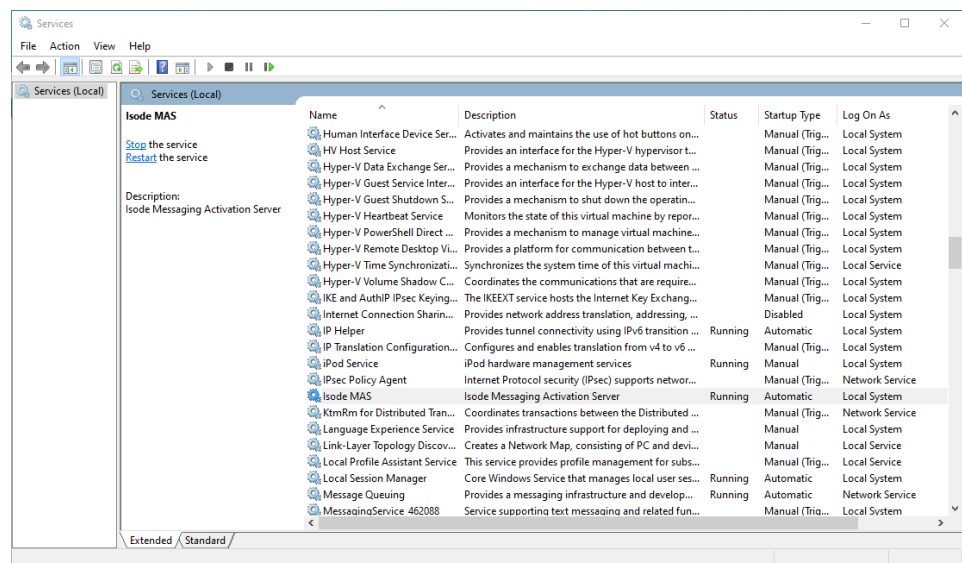 Services
File Action View Help
Services (Local)
Services (Local)
Isode MAS
Stop the service
Restart the service
Description:
Isode Messaging Activation Server
Name Description Status Startup Type Log On As
Human Interface Device Ser... Activates and maintains the use of hot buttons on... Manual (Trig... Local System
HV Host Service Provides an interface for the Hyper-V hypervisor t... Manual (Trig... Local System
Hyper-V Data Exchange Ser... Provides a mechanism to exchange data between ... Manual (Trig... Local System
Hyper-V Guest Service Inter... Provides an interface for the Hyper-V host to inter... Manual (Trig... Local System
Hyper-V Guest Shutdown S... Provides a mechanism to shut down the operatin... Manual (Trig... Local System
Hyper-V Heartbeat Service Monitors the state of this virtual machine by repor... Manual (Trig... Local System
Hyper-V PowerShell Direct ... Provides a mechanism to manage virtual machine... Manual (Trig... Local System
Hyper-V Remote Desktop Vi... Provides a platform for communication between t... Manual (Trig... Local System
Hyper-V Time Synchronizati... Synchronizes the system time of this virtual machi... Manual (Trig... Local Service
Hyper-V Volume Shadow C... Coordinates the communications that are require... Manual (Trig... Local System
IKE and AuthIP IPsec Keying... The IKEEXT service hosts the Internet Key Exchang... Manual (Trig... Local System
Internet Connection Sharin... Provides network address translation, addressing, ... Disabled Local System
IP Helper Provides tunnel connectivity using IPv6 transition ... Running Automatic Local System
IP Translation Configuration... Configures and enables translation from v4 to v6 ... Manual (Trig... Local System
iPod Service iPod hardware management services Running Manual Local System
IPsec Policy Agent Internet Protocol security (IPsec) supports networ... Manual (Trig... Network Service
Isode MAS Isode Messaging Activation Server Running Automatic Local System
KtmRm for Distributed Tran... Coordinates transactions between the Distributed ... Manual (Trig... Network Service
Language Experience Service Provides infrastructure support for deploying and ... Manual Local System
Link-Layer Topology Discov... Creates a Network Map, consisting of PC and devi... Manual Local Service
Local Profile Assistant Service This service provides profile management for subs... Manual (Trig... Local Service
Local Session Manager Core Windows Service that manages local user ses... Running Automatic Local System
Message Queuing Provides a messaging infrastructure and develop... Running Automatic Network Service
MessagingService_462088 Service supporting text messaging and related fun... Manual (Trig... Local System
Extended Standard